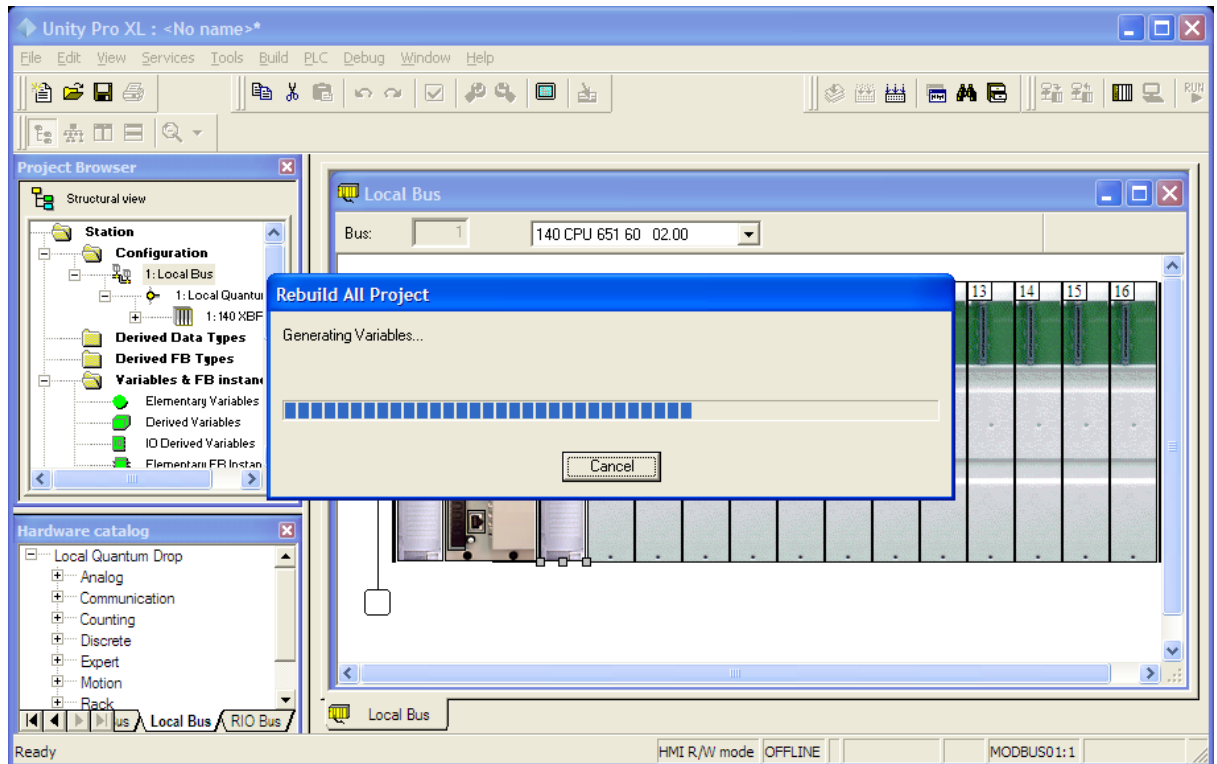 Unity Pro XL : <No name>*
File Edit View Services Tools Build PLC Debug Window Help
RUN
Project Browser
Structural view
Station
Configuration
1: Local Bus
1: Local Quantu
1: 140 XBF
Derived Data Types
Derived FB Types
Variables & FB instan
Elementary Variables
Derived Variables
IO Derived Variables
Elementary FB Instan
Hardware catalog
Local Quantum Drop
Analog
Communication
Counting
Discrete
Expert
Motion
Rack
us Local Bus RIO Bus
Local Bus
Bus: 1 140 CPU 651 60 02.00
13 14 15 16
Rebuild All Project
Generating Variables...
Cancel
Local Bus
Ready HMI R/W mode OFFLINE MODBUS01:1